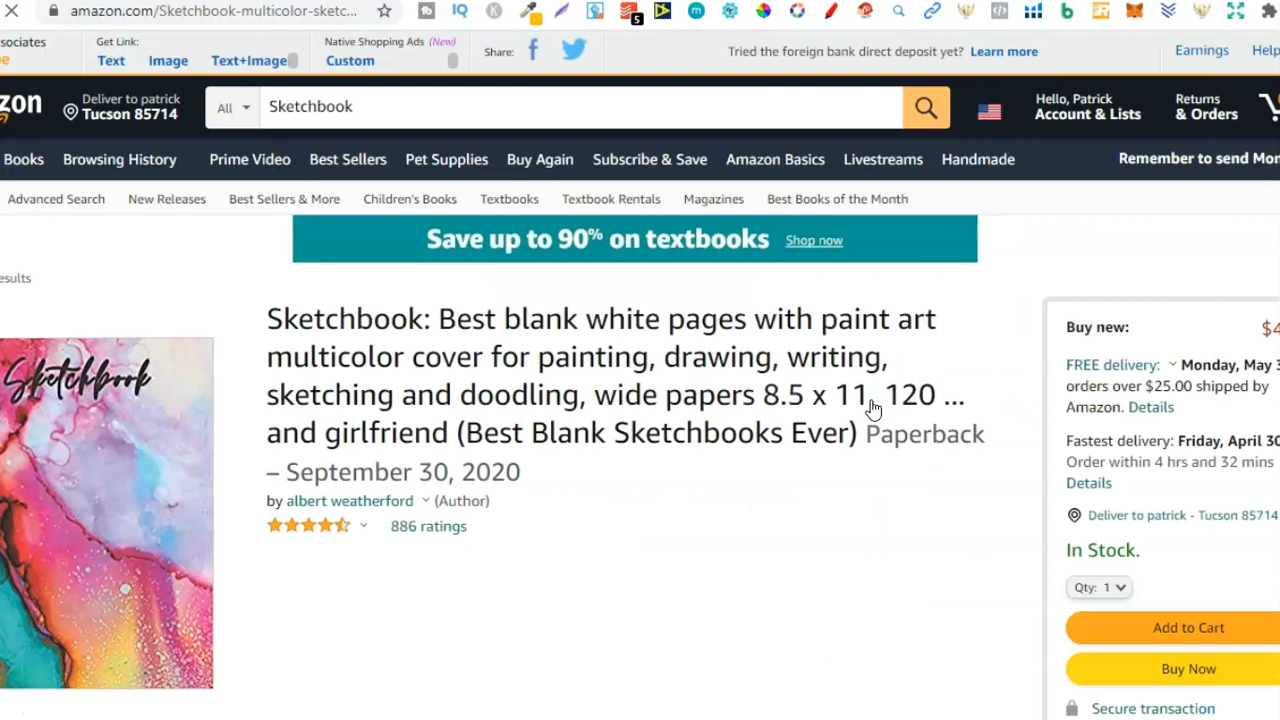 amazon.com/Sketchbook-multicolor-sketc...
5
sociates
Get Link:
Native Shopping Ads (New)
Text Image Text+Image
Custom
Share:
Tried the foreign bank direct deposit yet? Learn more
Earnings Help
zon
Deliver to patrick
Tucson 85714
All
Sketchbook
Hello, Patrick
Account & Lists
Returns
& Orders
Books Browsing History Prime Video Best Sellers Pet Supplies Buy Again Subscribe & Save Amazon Basics Livestreams Handmade Remember to send Mom
Advanced Search New Releases Best Sellers & More Children's Books Textbooks Textbook Rentals Magazines Best Books of the Month
Save up to 90% on textbooks Shop now
esults
Sketchbook
Sketchbook: Best blank white pages with paint art
multicolor cover for painting, drawing, writing,
sketching and doodling, wide papers 8.5 x 11, 120 ...
and girlfriend (Best Blank Sketchbooks Ever) Paperback
– September 30, 2020
by albert weatherford (Author)
886 ratings
Buy new: $4
FREE delivery: Monday, May 3
orders over $25.00 shipped by
Amazon. Details
Fastest delivery: Friday, April 30
Order within 4 hrs and 32 mins
Details
Deliver to patrick - Tucson 85714
In Stock.
Qty: 1
Add to Cart
Buy Now
Secure transaction